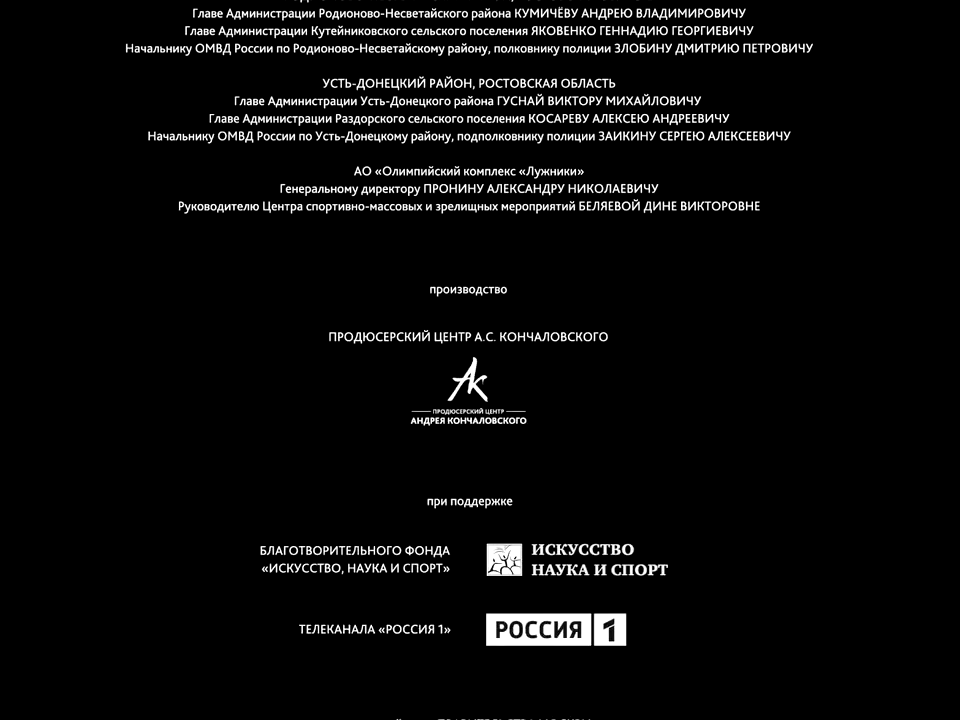 Главе Администрации Родионово-Несветайского района КУМИЧЁВУ АНДРЕЮ ВЛАДИМИРОВИЧУ
Главе Администрации Кутейниковского сельского поселения ЯКОВЕНКО ГЕННАДИЮ ГЕОРГИЕВИЧУ
Начальнику ОМВД России по Родионово-Несветайскому району, полковнику полиции ЗЛОБИНУ ДМИТРИЮ ПЕТРОВИЧУ
УСТЬ-ДОНЕЦКИЙ РАЙОН, РОСТОВСКАЯ ОБЛАСТЬ
Главе Администрации Усть-Донецкого района ГУСНАЙ ВИКТОРУ МИХАЙЛОВИЧУ
Главе Администрации Раздорского сельского поселения КОСАРЕВУ АЛЕКСЕЮ АНДРЕЕВИЧУ
Начальнику ОМВД России по Усть-Донецкому району, подполковнику полиции ЗАИКИНУ СЕРГЕЮ АЛЕКСЕЕВИЧУ
АО «Олимпийский комплекс «Лужники»
Генеральному директору ПРОНИНУ АЛЕКСАНДРУ НИКОЛАЕВИЧУ
Руководителю Центра спортивно-массовых и зрелищных мероприятий БЕЛЯЕВОЙ ДИНЕ ВИКТОРОВНЕ
производство
ПРОДЮСЕРСКИЙ ЦЕНТР А.С. КОНЧАЛОВСКОГО
АК
ПРОДЮСЕРСКИЙ ЦЕНТР
АНДРЕЯ КОНЧАЛОВСКОГО
при поддержке
БЛАГОТВОРИТЕЛЬНОГО ФОНДА
«ИСКУССТВО, НАУКА И СПОРТ»
ИСКУССТВО
НАУКА И СПОРТ
ТЕЛЕКАНАЛА «РОССИЯ 1»
РОССИЯ 1